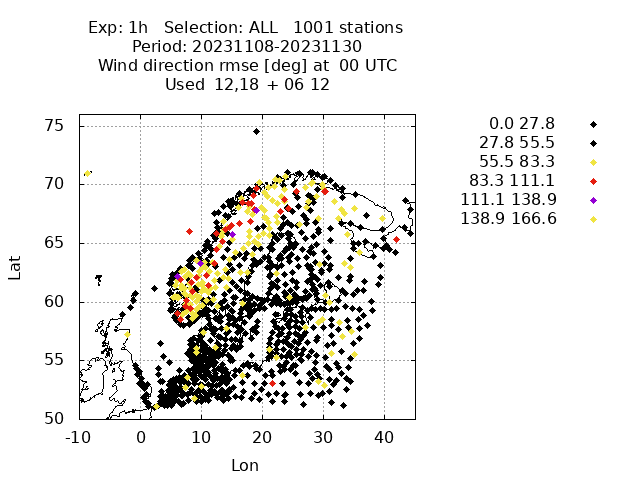 Exp: 1h   Selection: ALL   1001 stations
Period: 20231108-20231130
Wind direction rmse [deg] at  00 UTC
Used  12,18 + 06 12
0.0 27.8
27.8 55.5
55.5 83.3
83.3 111.1
111.1 138.9
138.9 166.6
75
70
65
60
55
50
Lat
-10 0 10 20 30 40
Lon